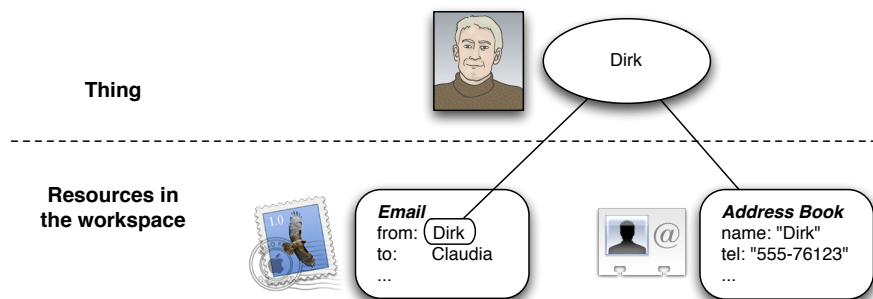 Dirk
Thing
Resources in
the workspace
1.0
Email
from: Dirk
to: Claudia
...
@
Address Book
name: "Dirk"
tel: "555-76123"
...